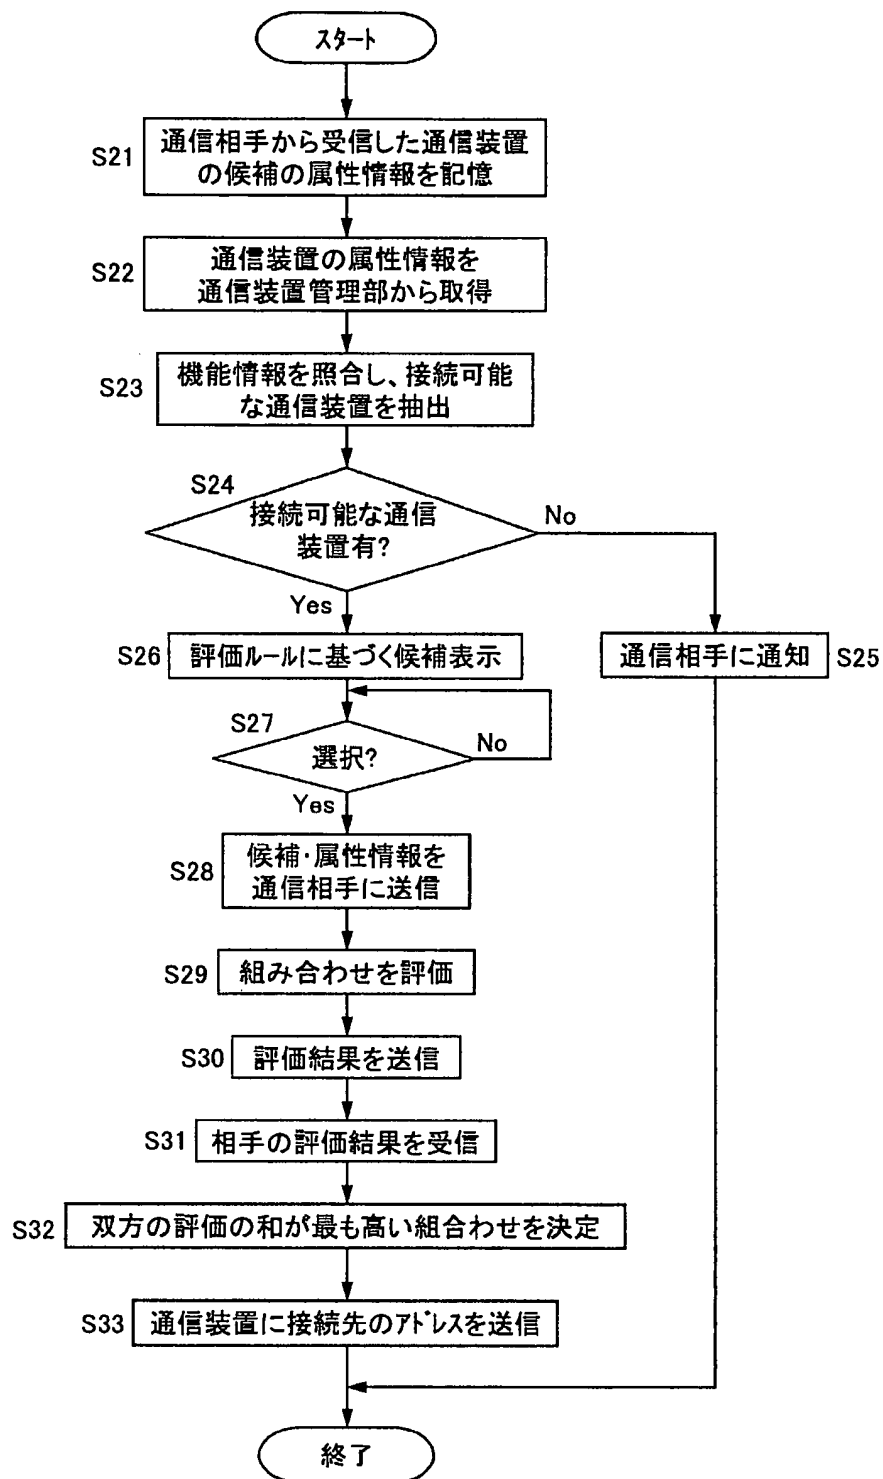 スタート
S21
通信相手から受信した通信装置
の候補の属性情報を記憶
S22
通信装置の属性情報を
通信装置管理部から取得
S23
機能情報を照合し、接続可能
な通信装置を抽出
S24
接続可能な通信
装置有?
No
Yes
S26
評価ルールに基づく候補表示
通信相手に通知
S25
S27
選択?
No
Yes
S28
候補・属性情報を
通信相手に送信
S29
組み合わせを評価
S30
評価結果を送信
S31
相手の評価結果を受信
S32
双方の評価の和が最も高い組合わせを決定
S33
通信装置に接続先のアドレスを送信
終了